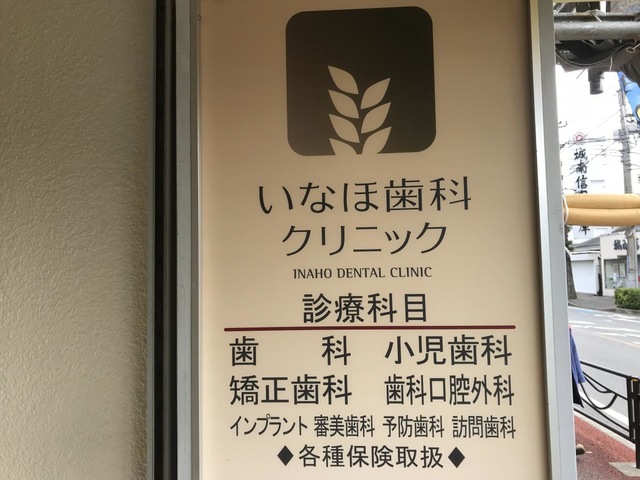 いなほ歯科
クリニック
INAHO DENTAL CLINIC
診療科目
歯　　科　小児歯科
矯正歯科　歯科口腔外科
インプラント 審美歯科 予防歯科 訪問歯科
◆各種保険取扱◆
城南信